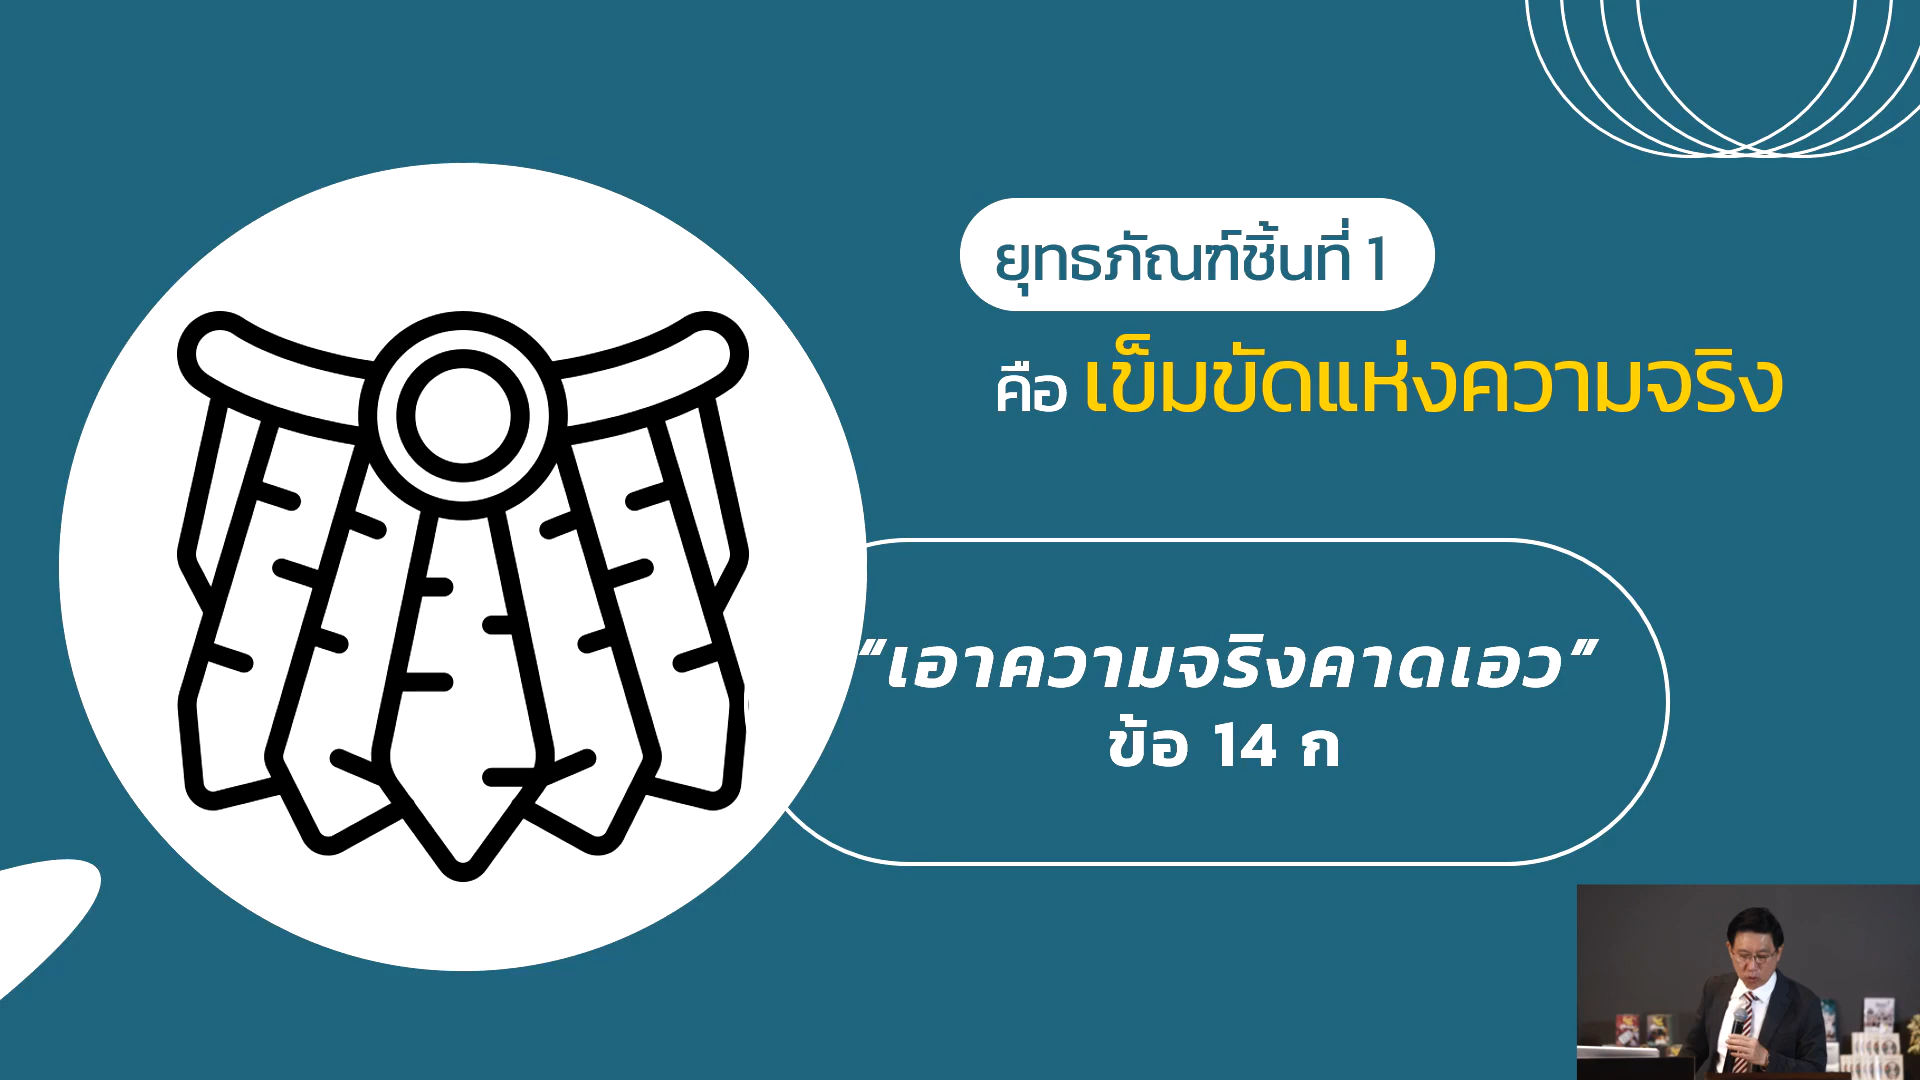 ยุทธภัณฑ์ชิ้นที่ 1
คือ เข็มขัดแห่งความจริง
“เอาความจริงคาดเอว”
ข้อ 14 ก